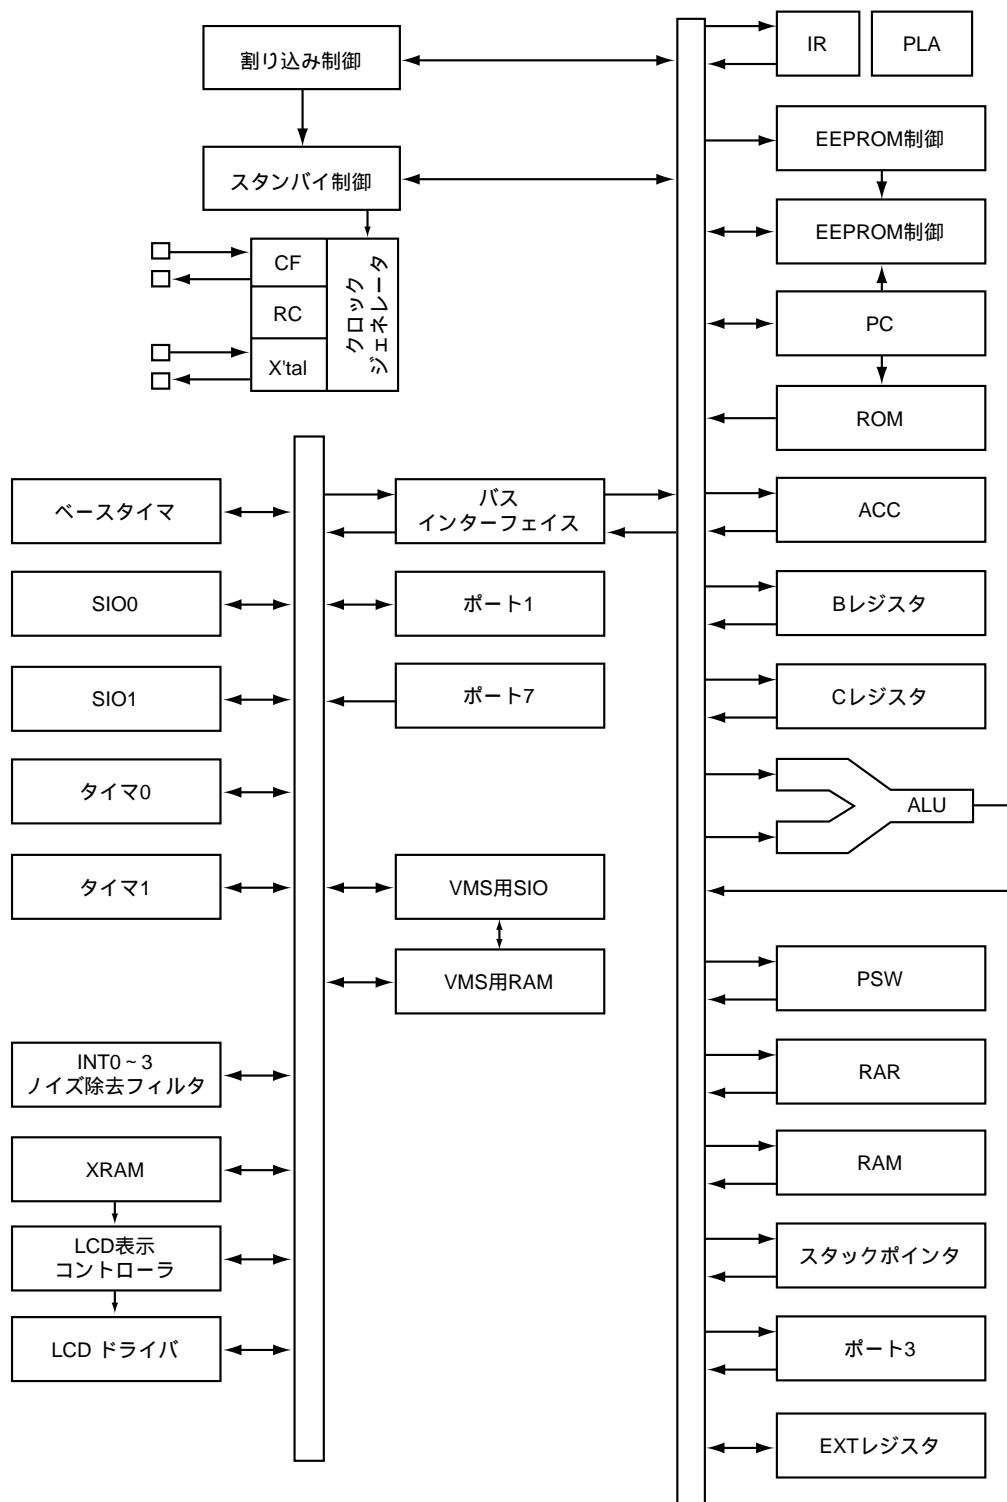 割り込み制御
スタンバイ制御
CF
RC
X'tal
クロック
ジェネレータ
IR
PLA
EEPROM制御
EEPROM制御
PC
ROM
ベースタイマ
バス
インターフェイス
ACC
SIO0
ポート1
Bレジスタ
SIO1
ポート7
Cレジスタ
タイマ0
ALU
タイマ1
VMS用SIO
VMS用RAM
PSW
INT0 ~ 3
ノイズ除去フィルタ
RAR
XRAM
RAM
LCD表示
コントローラ
スタックポインタ
LCD ドライバ
ポート3
EXTレジスタ